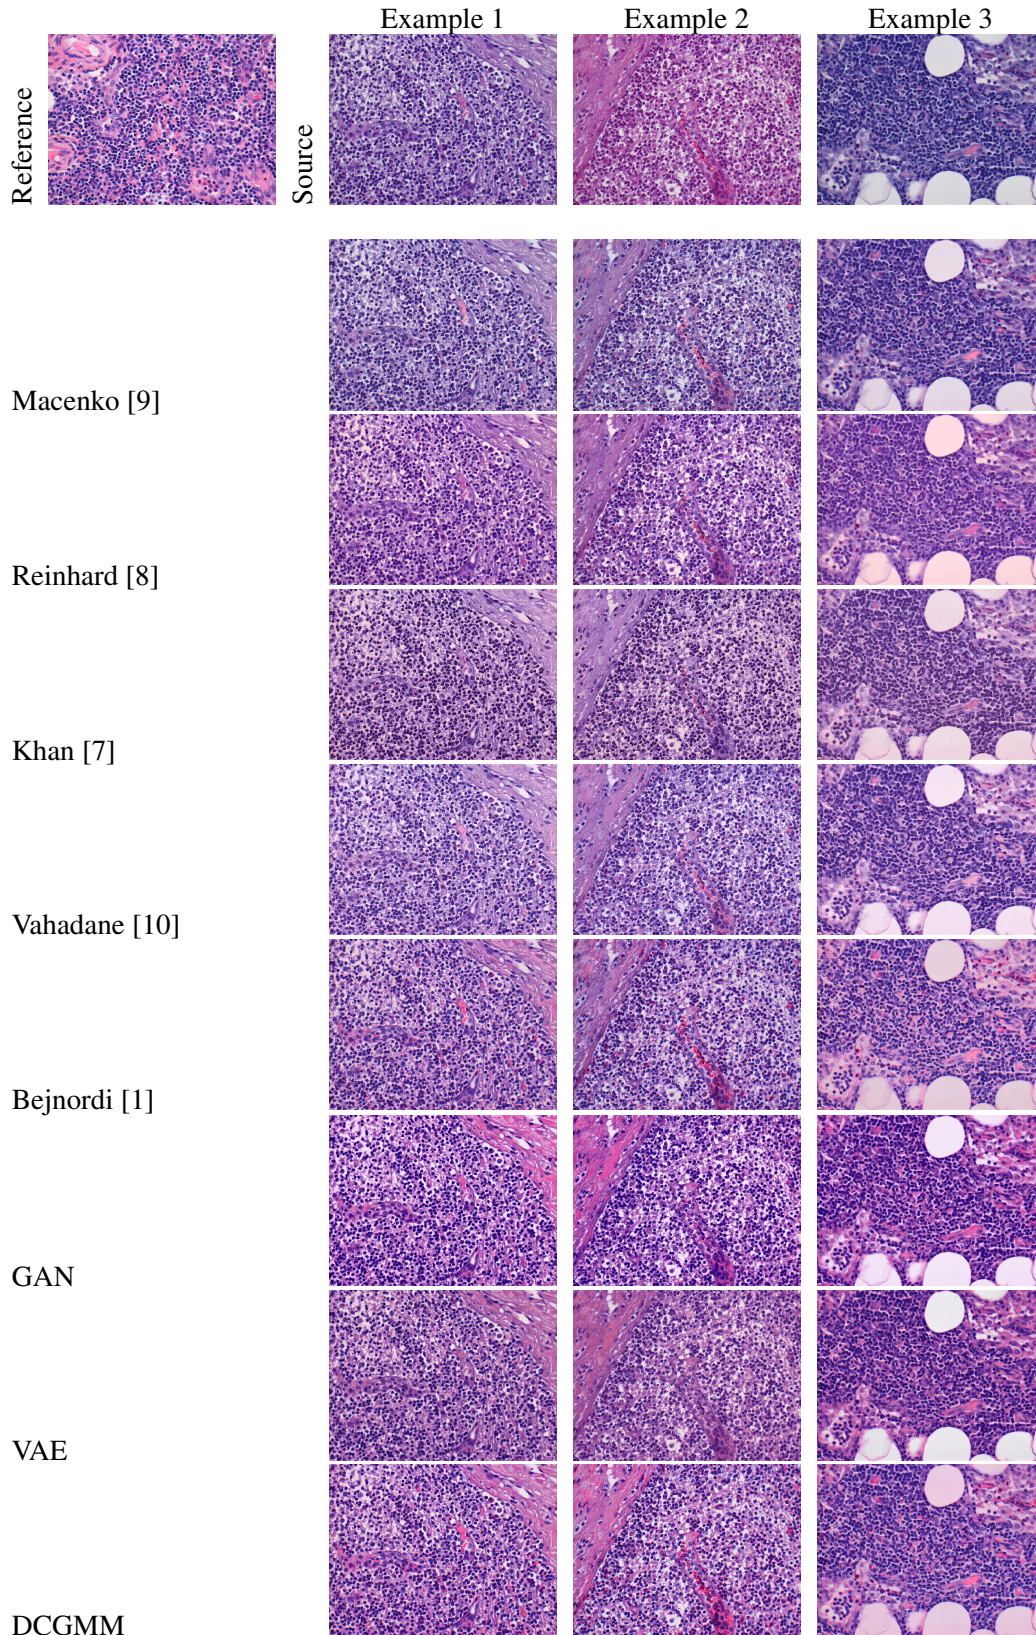 Example 1 Example 2 Example 3
Reference
Source
Macenko [9]
Reinhard [8]
Khan [7]
Vahadane [10]
Bejnordi [1]
GAN
VAE
DCGMM